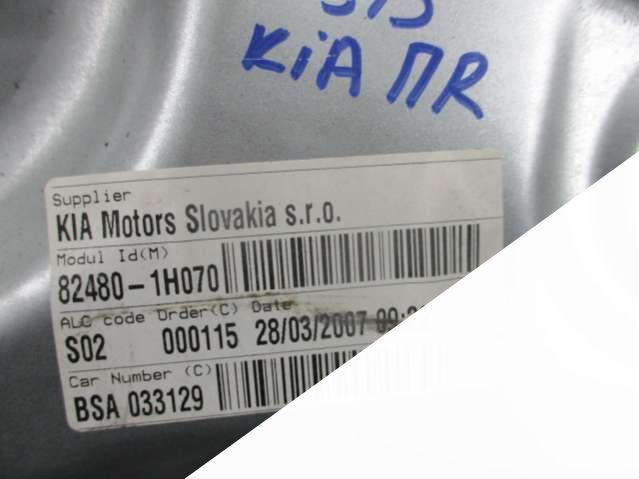 KiA ПR
Supplier
KIA Motors Slovakia s.r.o.
Modul Id(M)
82480-1H070
ALC code Order(C) Date
S02 000115 28/03/2007
Car Number (C)
BSA 033129